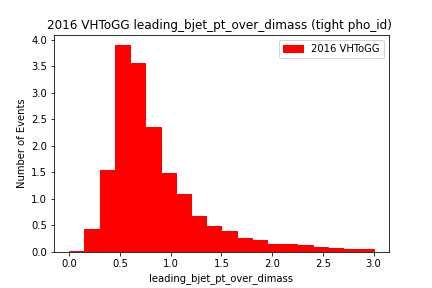 2016 VHToGG leading_bjet_pt_over_dimass (tight pho_id)
2016 VHToGG
Number of Events
4.0
3.5
3.0
2.5
2.0
1.5
1.0
0.5
0.0
0.0 0.5 1.0 1.5 2.0 2.5 3.0
leading_bjet_pt_over_dimass